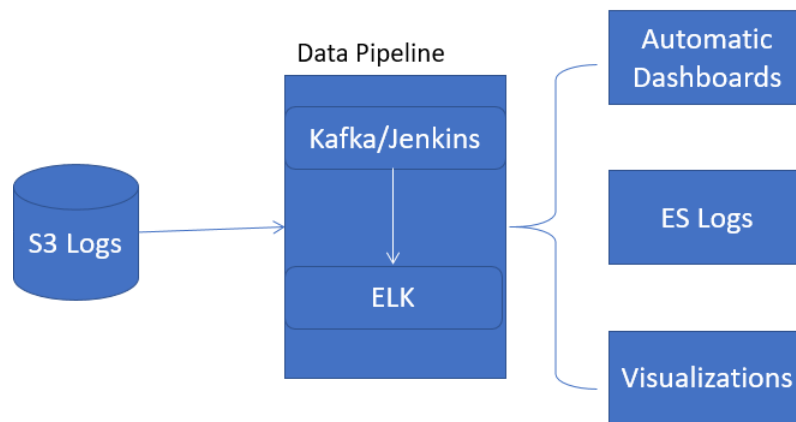 Data Pipeline
S3 Logs
Kafka/Jenkins
ELK
Automatic
Dashboards
ES Logs
Visualizations